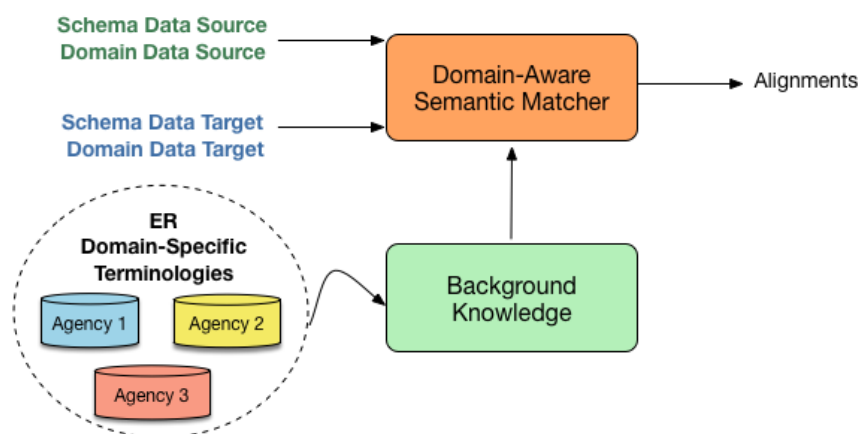 Schema Data Source
Domain Data Source
Domain-Aware
Semantic Matcher
Alignments
Schema Data Target
Domain Data Target
ER
Domain-Specific
Terminologies
Agency 1
Agency 2
Agency 3
Background
Knowledge